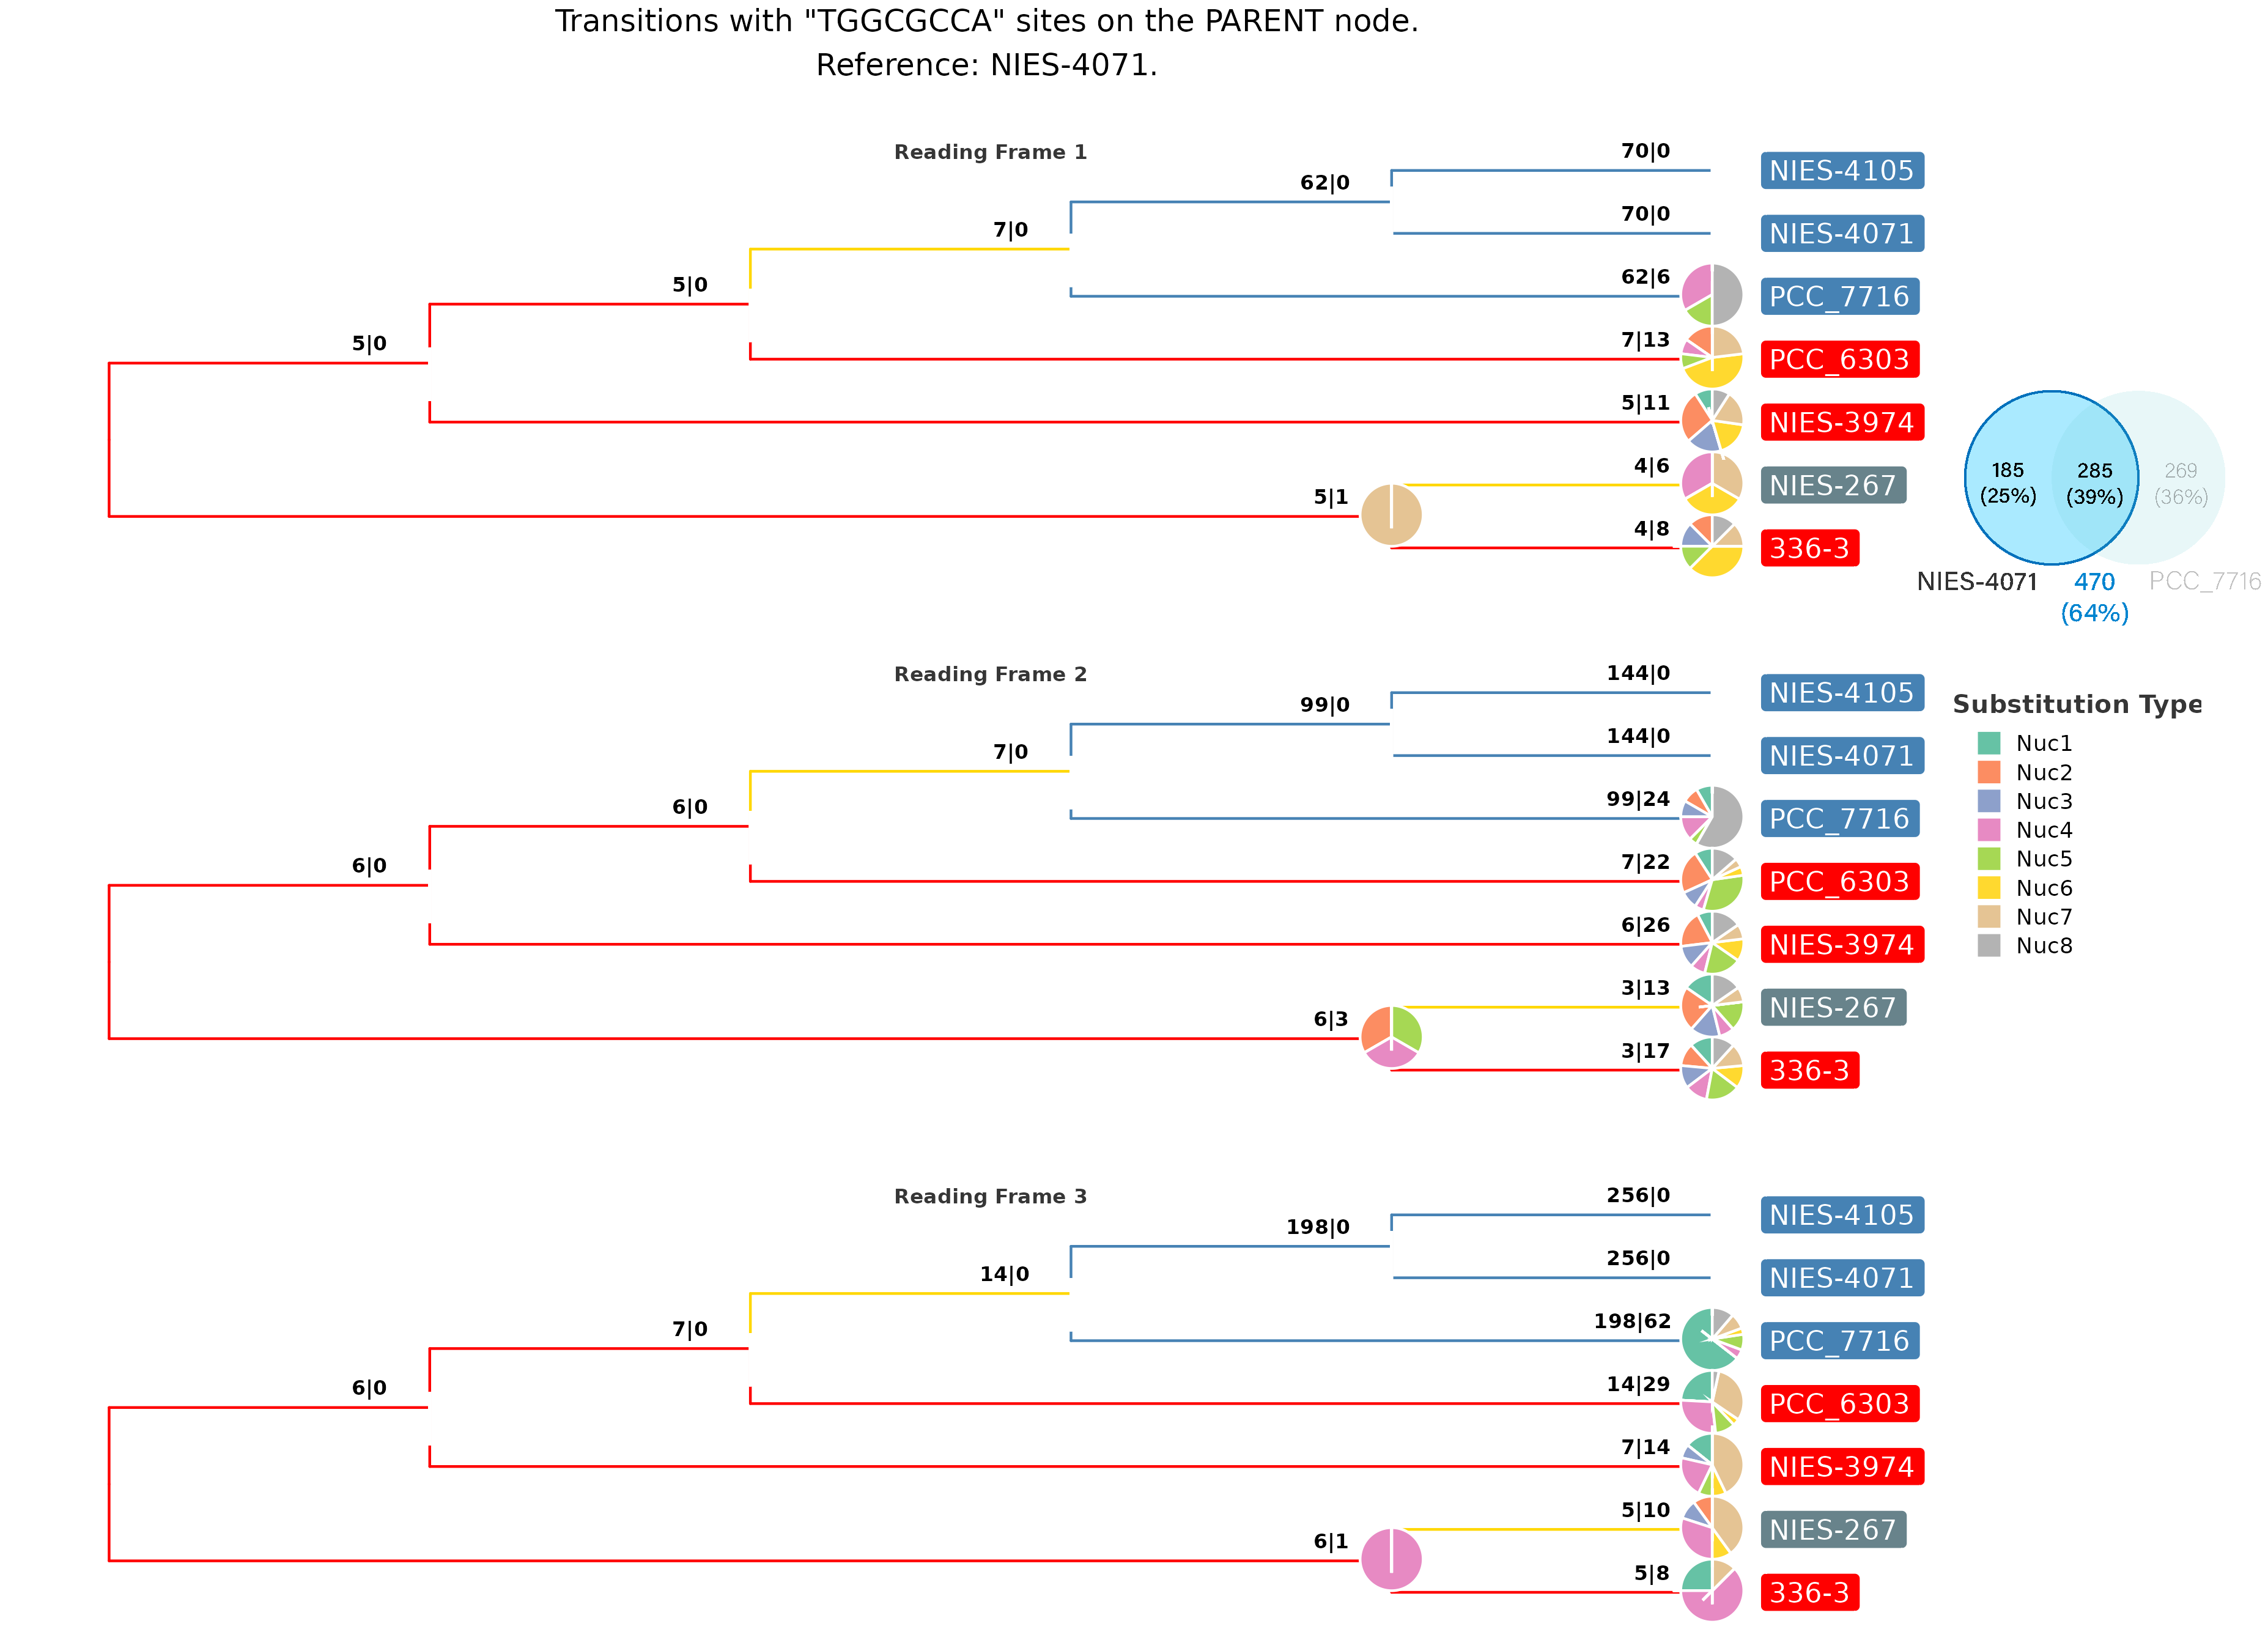 Transitions with "TGGCGCCA" sites on the PARENT node.
Reference: NIES-4071.
Reading Frame 1
70|0
NIES-4105
62|0
70|0
NIES-4071
7|0
62|6
PCC_7716
5|0
7|13
PCC_6303
5|0
5|11
NIES-3974
4|6
NIES-267
5|1
4|8
336-3
185
(25%)
285
(39%)
269
(36%)
NIES-4071
470
(64%)
PCC_7716
Reading Frame 2
144|0
NIES-4105
99|0
144|0
NIES-4071
7|0
99|24
PCC_7716
6|0
7|22
PCC_6303
6|0
6|26
NIES-3974
3|13
NIES-267
6|3
3|17
336-3
Substitution Type
Nuc1
Nuc2
Nuc3
Nuc4
Nuc5
Nuc6
Nuc7
Nuc8
Reading Frame 3
256|0
NIES-4105
198|0
256|0
NIES-4071
14|0
198|62
PCC_7716
7|0
14|29
PCC_6303
6|0
7|14
NIES-3974
5|10
NIES-267
6|1
5|8
336-3